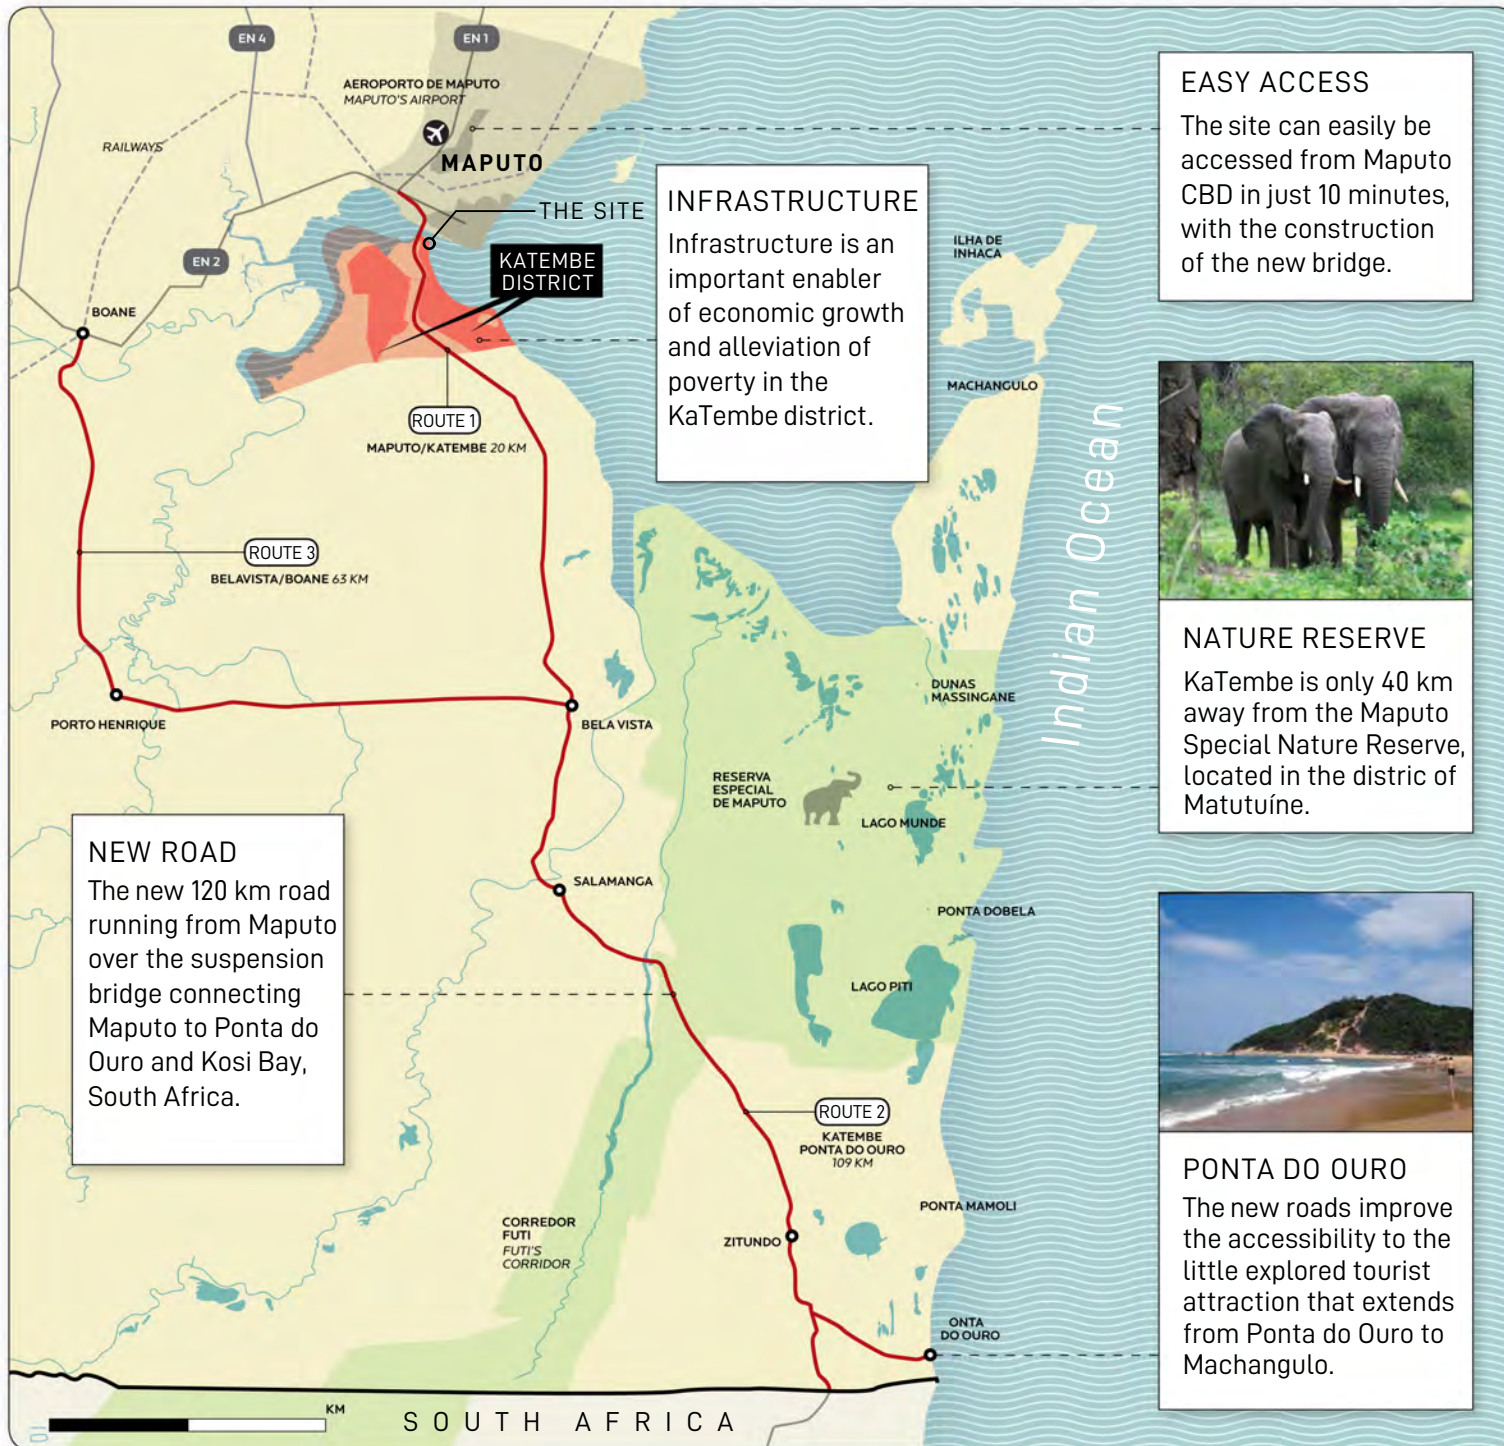 EN 4
EN 1
AEROPORTO DE MAPUTO
MAPUTO'S AIRPORT
RAILWAYS
MAPUTO
THE SITE
KATEMBE
DISTRICT
EN 2
BOANE
ROUTE 1
MAPUTO/KATEMBE 20 KM
INFRASTRUCTURE
Infrastructure is an
important enabler
of economic growth
and alleviation of
poverty in the
KaTembe district.
EASY ACCESS
The site can easily be
accessed from Maputo
CBD in just 10 minutes,
with the construction
of the new bridge.
ILHA DE
INHACA
MACHANGULO
Indian Ocean
ROUTE 3
BELAVISTA/BOANE 63 KM
PORTO HENRIQUE
BELA VISTA
DUNAS
MASSINGANE
RESERVA
ESPECIAL
DE MAPUTO
LAGO MUNDE
NATURE RESERVE
KaTembe is only 40 km
away from the Maputo
Special Nature Reserve,
located in the distric of
Matutuíne.
NEW ROAD
The new 120 km road
running from Maputo
over the suspension
bridge connecting
Maputo to Ponta do
Ouro and Kosi Bay,
South Africa.
SALAMANGA
PONTA DOBELA
LAGO PITI
ROUTE 2
KATEMBE
PONTA DO OURO
109 KM
PONTA MAMOLI
CORREDOR
FUTI
FUTI'S
CORRIDOR
ZITUNDO
ONTA
DO OURO
PONTA DO OURO
The new roads improve
the accessibility to the
little explored tourist
attraction that extends
from Ponta do Ouro to
Machangulo.
KM
SOUTH AFRICA